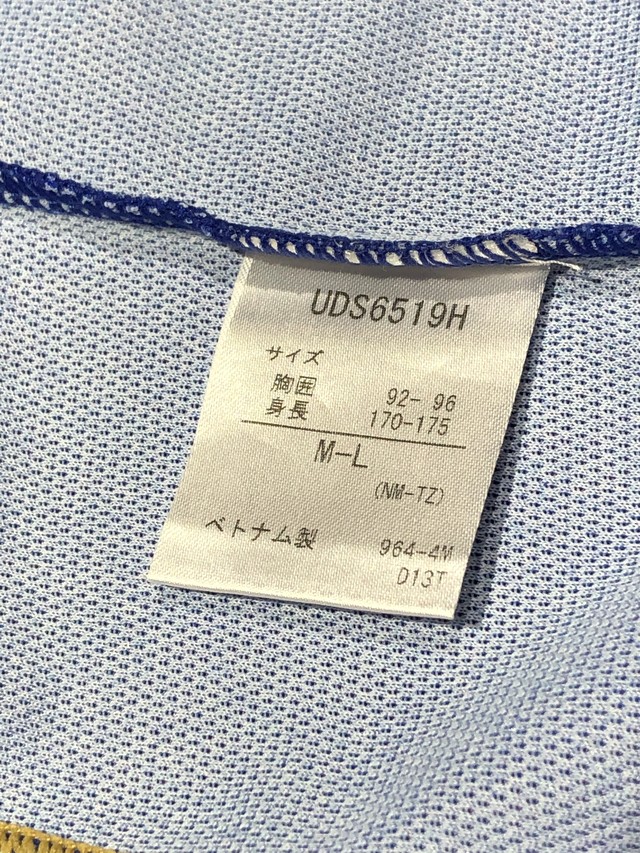 UDS6519H
サイズ
胸囲 92- 96
身長 170-175
M-L
(NM-TZ)
ベトナム製 964-4M
D13T